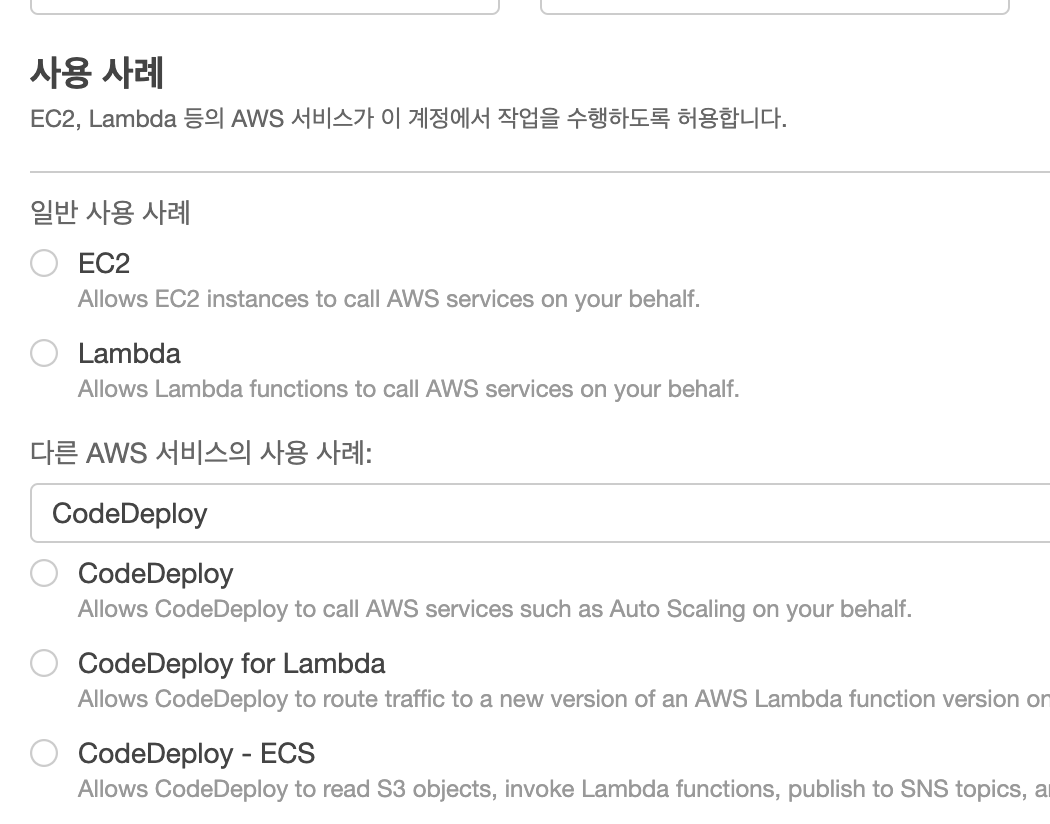 사용 사례
EC2, Lambda 등의 AWS 서비스가 이 계정에서 작업을 수행하도록 허용합니다.
일반 사용 사례
EC2
Allows EC2 instances to call AWS services on your behalf.
Lambda
Allows Lambda functions to call AWS services on your behalf.
다른 AWS 서비스의 사용 사례:
CodeDeploy
CodeDeploy
Allows CodeDeploy to call AWS services such as Auto Scaling on your behalf.
CodeDeploy for Lambda
Allows CodeDeploy to route traffic to a new version of an AWS Lambda function version on
CodeDeploy - ECS
Allows CodeDeploy to read S3 objects, invoke Lambda functions, publish to SNS topics,